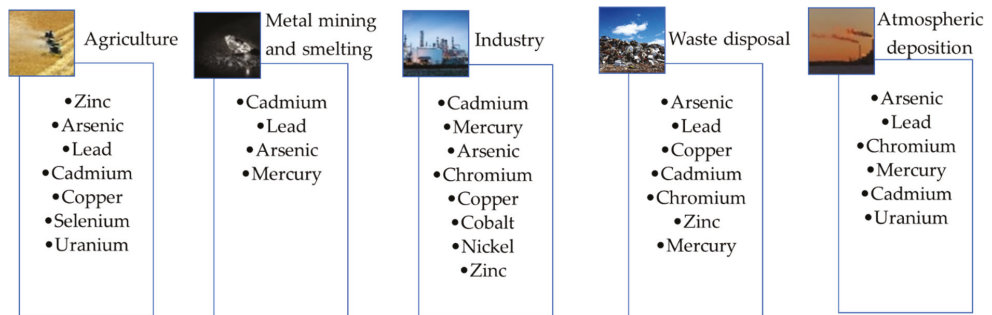 Agriculture
•Zinc
•Arsenic
•Lead
•Cadmium
•Copper
•Selenium
•Uranium
Metal mining
and smelting
•Cadmium
•Lead
•Arsenic
•Mercury
Industry
•Cadmium
•Mercury
•Arsenic
•Chromium
•Copper
•Cobalt
•Nickel
•Zinc
Waste disposal
•Arsenic
•Lead
•Copper
•Cadmium
•Chromium
•Zinc
•Mercury
Atmospheric
deposition
•Arsenic
•Lead
•Chromium
•Mercury
•Cadmium
•Uranium